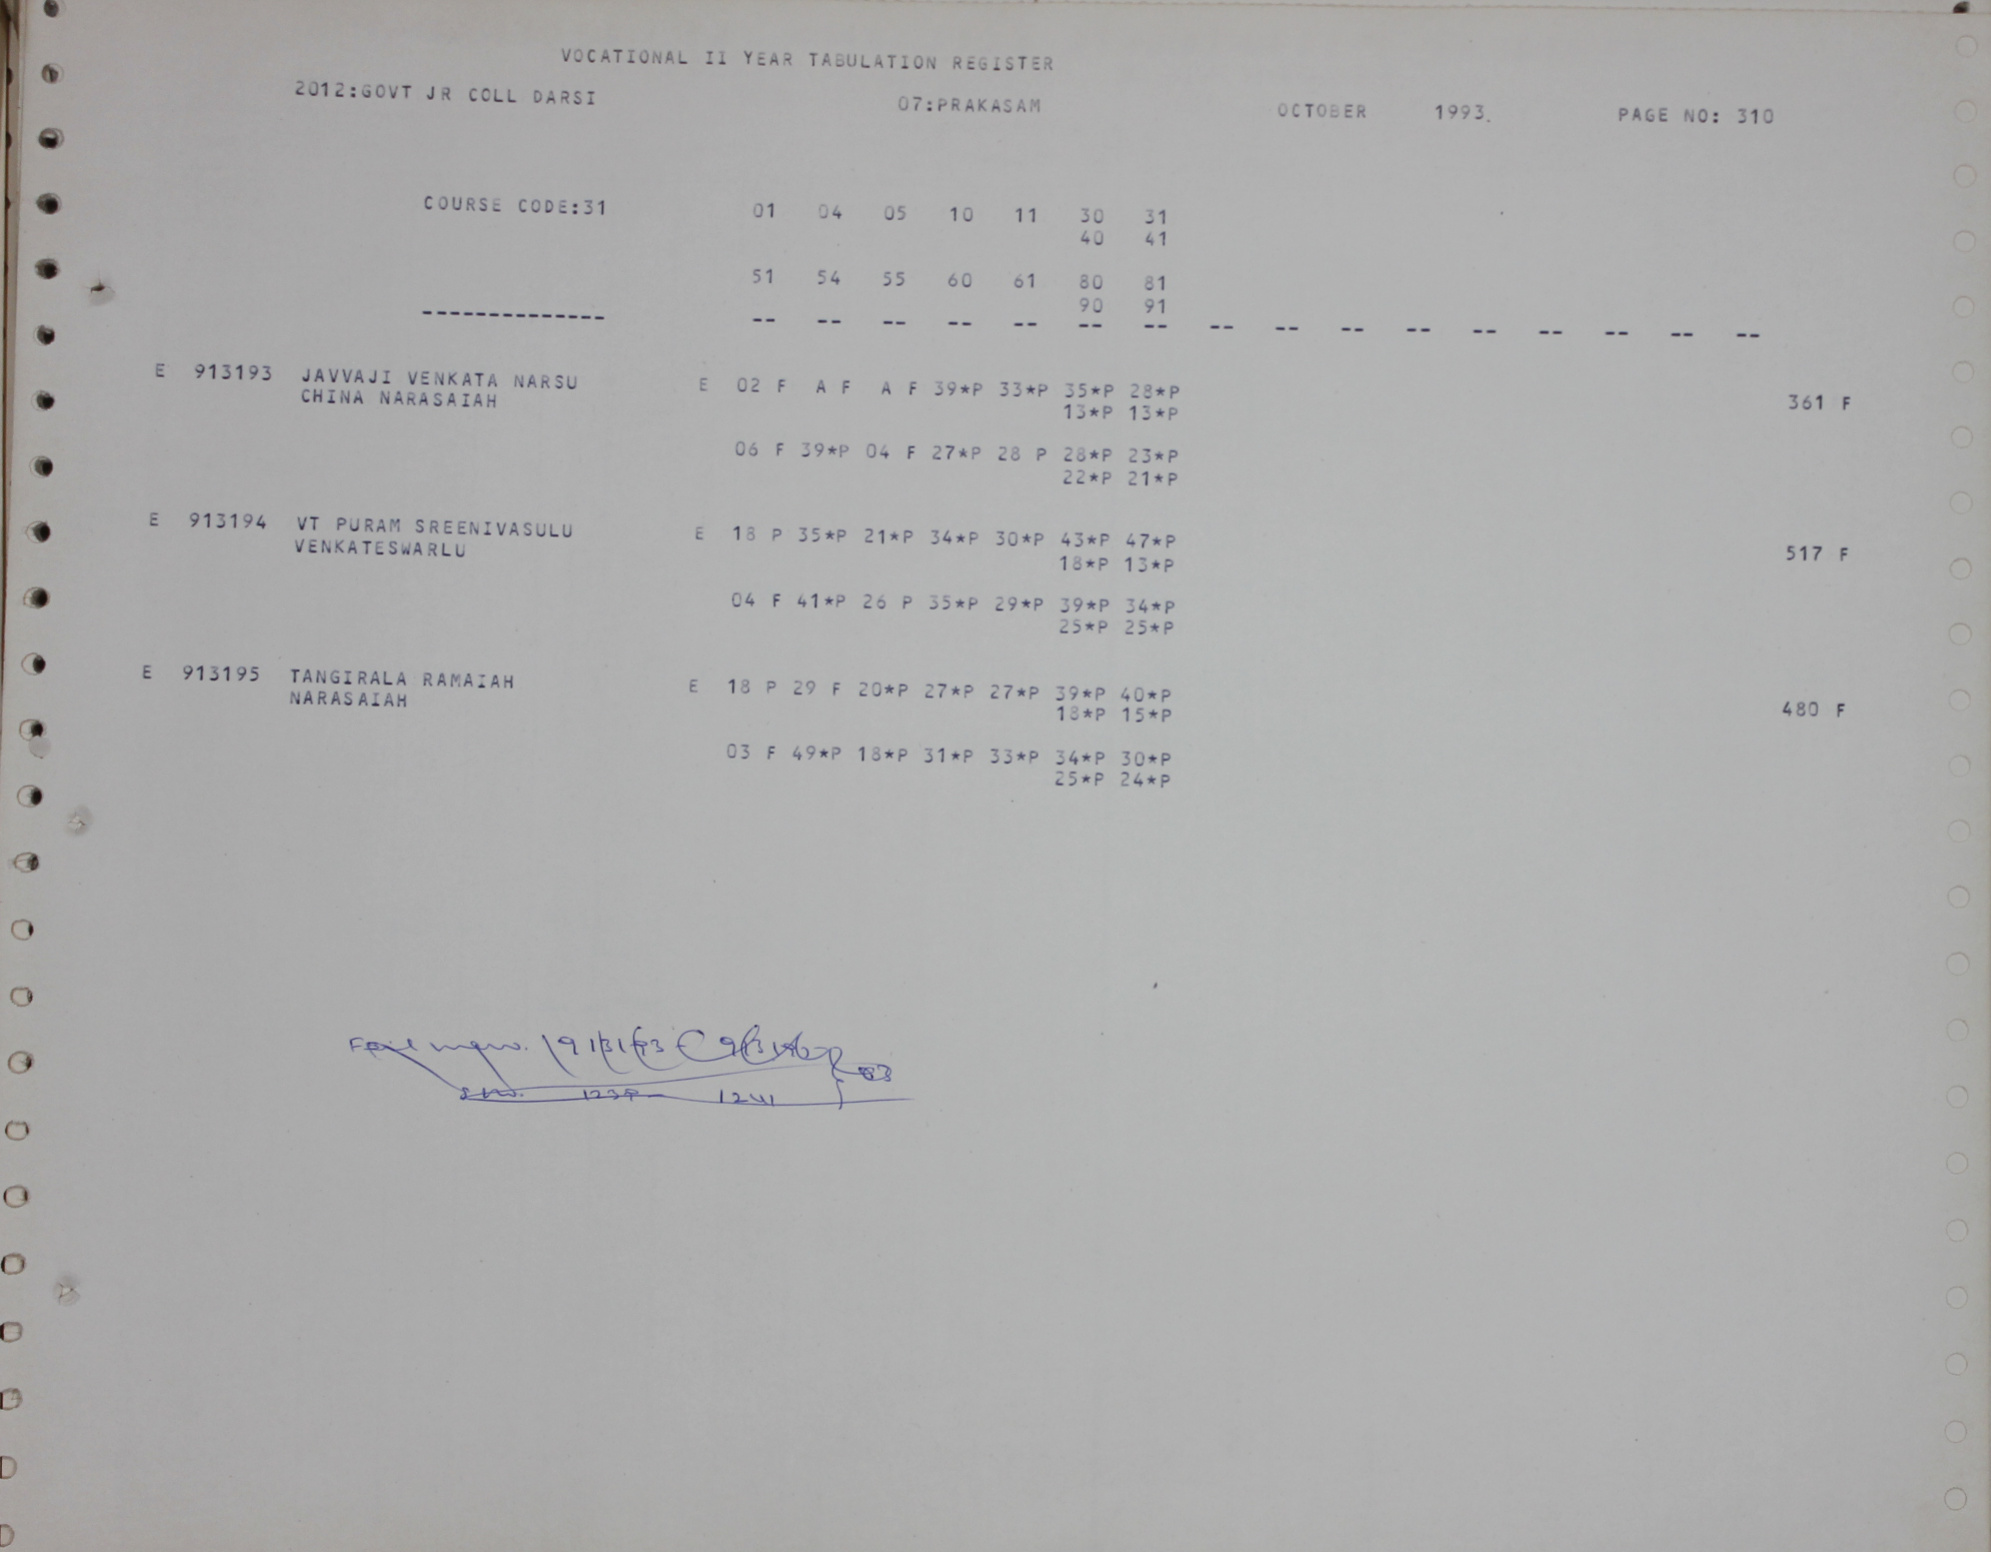 VOCATIONAL II YEAR TABULATION REGISTER
2012:GOVT JR COLL DARSI 07:PRAKASAM OCTOBER 1993. PAGE NO: 310
COURSE CODE:31 01 04 05 10 11 30 31
40 41
51 54 55 60 61 80 81
90 91
-------------- -- -- -- -- -- -- -- -- -- -- -- -- -- -- -- --
E 913193 JAVVAJI VENKATA NARSU E 02 F A F A F 39*P 33*P 35*P 28*P 361 F
CHINA NARASAIAH 13*P 13*P
06 F 39*P 04 F 27*P 28 P 28*P 23*P
22*P 21*P
E 913194 VT PURAM SREENIVASULU E 18 P 35*P 21*P 34*P 30*P 43*P 47*P 517 F
VENKATESWARLU 18*P 13*P
04 F 41*P 26 P 35*P 29*P 39*P 34*P
25*P 25*P
E 913195 TANGIRALA RAMAIAH E 18 P 29 F 20*P 27*P 27*P 39*P 40*P 480 F
NARASAIAH 18*P 15*P
03 F 49*P 18*P 31*P 33*P 34*P 30*P
25*P 24*P